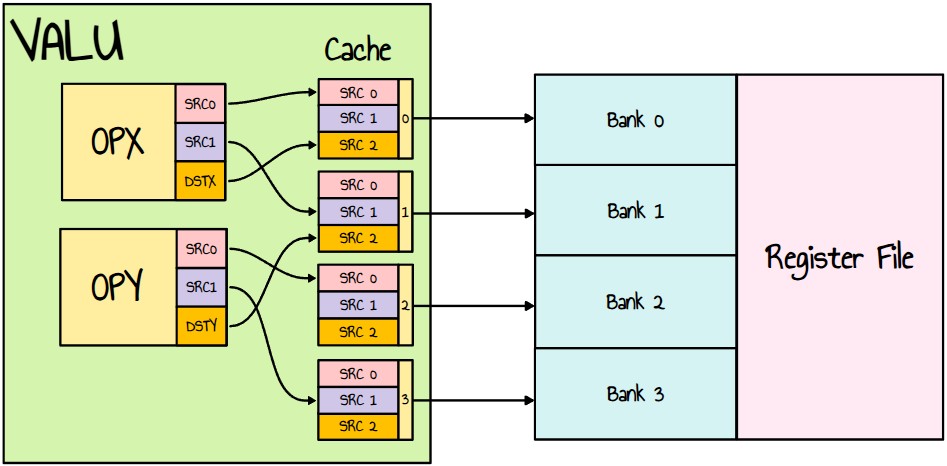 VALU
Cache
OPX
SRC0
SRC1
DSTX
OPY
SRC0
SRC1
DSTY
SRC 0
SRC 1
SRC 2
0
SRC 0
SRC 1
SRC 2
1
SRC 0
SRC 1
SRC 2
2
SRC 0
SRC 1
SRC 2
3
Bank 0
Bank 1
Bank 2
Bank 3
Register File